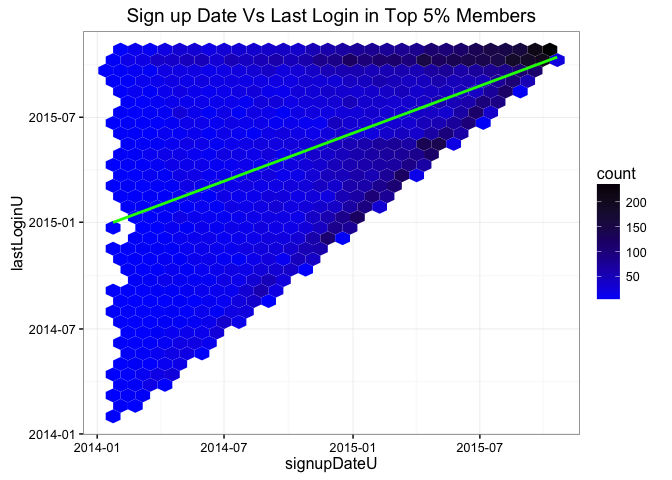 Sign up Date Vs Last Login in Top 5% Members
lastLoginU
2015-07
2015-01
2014-07
2014-01
count
200
150
100
50
2014-01 2014-07 2015-01 2015-07
signupDateU